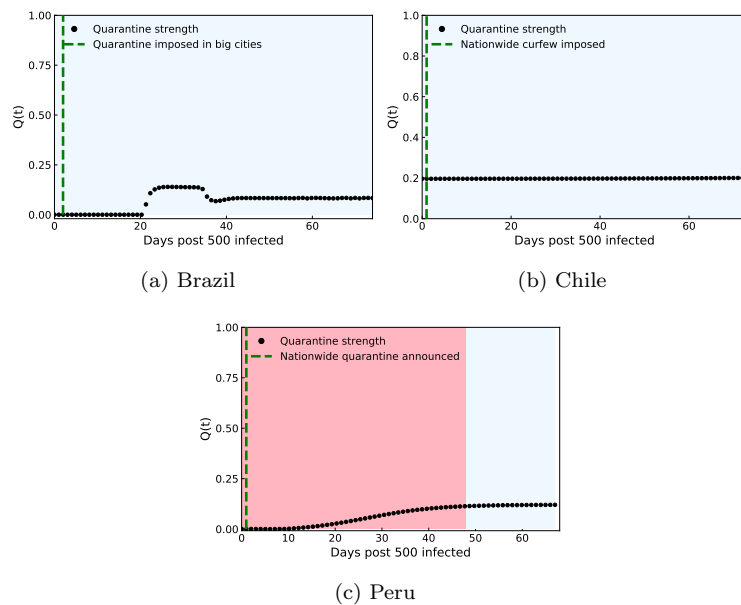 1.00
0.75
0.50
0.25
0.00
Q(t)
Quarantine strength
Quarantine imposed in big cities
0 20 40 60
Days post 500 infected
(a) Brazil
1.0
0.8
0.6
0.4
0.2
0.0
Q(t)
Quarantine strength
Nationwide curfew imposed
0 20 40 60
Days post 500 infected
(b) Chile
1.00
0.75
0.50
0.25
0.00
Q(t)
Quarantine strength
Nationwide quarantine announced
0 10 20 30 40 50 60
Days post 500 infected
(c) Peru